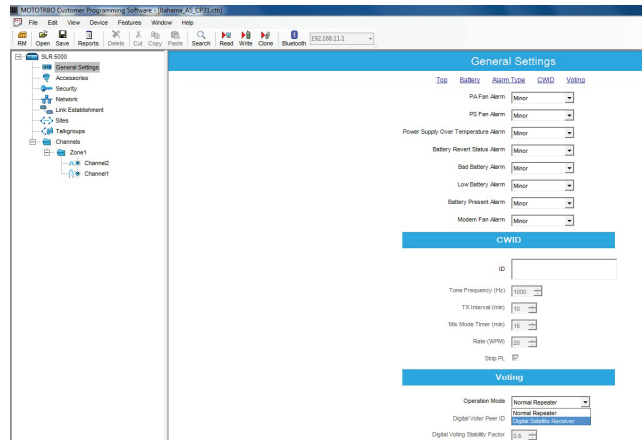 MOTOTRBO Customer Programming Software - [Bahama_AS_CP31.ctb]
File Edit View Device Features Window Help
RM Open Save Reports Delete Cut Copy Paste Search Read Write Clone Bluetooth 192.168.11.1
SLR 5000
General Settings
Accessories
Security
Network
Link Establishment
Sites
Talkgroups
Channels
Zone1
Channel2
Channel1
General Settings
Top Battery Alarm Type CWID Voting
PA Fan Alarm Minor
PS Fan Alarm Minor
Power Supply Over Temperature Alarm Minor
Battery Revert Status Alarm Minor
Bad Battery Alarm Minor
Low Battery Alarm Minor
Battery Present Alarm Minor
Modem Fan Alarm Minor
CWID
ID
Tone Frequency (Hz) 1000
TX Interval (min) 10
Mix Mode Timer (min) 15
Rate (WPM) 20
Strip PL
Voting
Operation Mode Normal Repeater
Normal Repeater
Digital Voter Peer ID Digital Satellite Receiver
Digital Voting Stability Factor 0.5